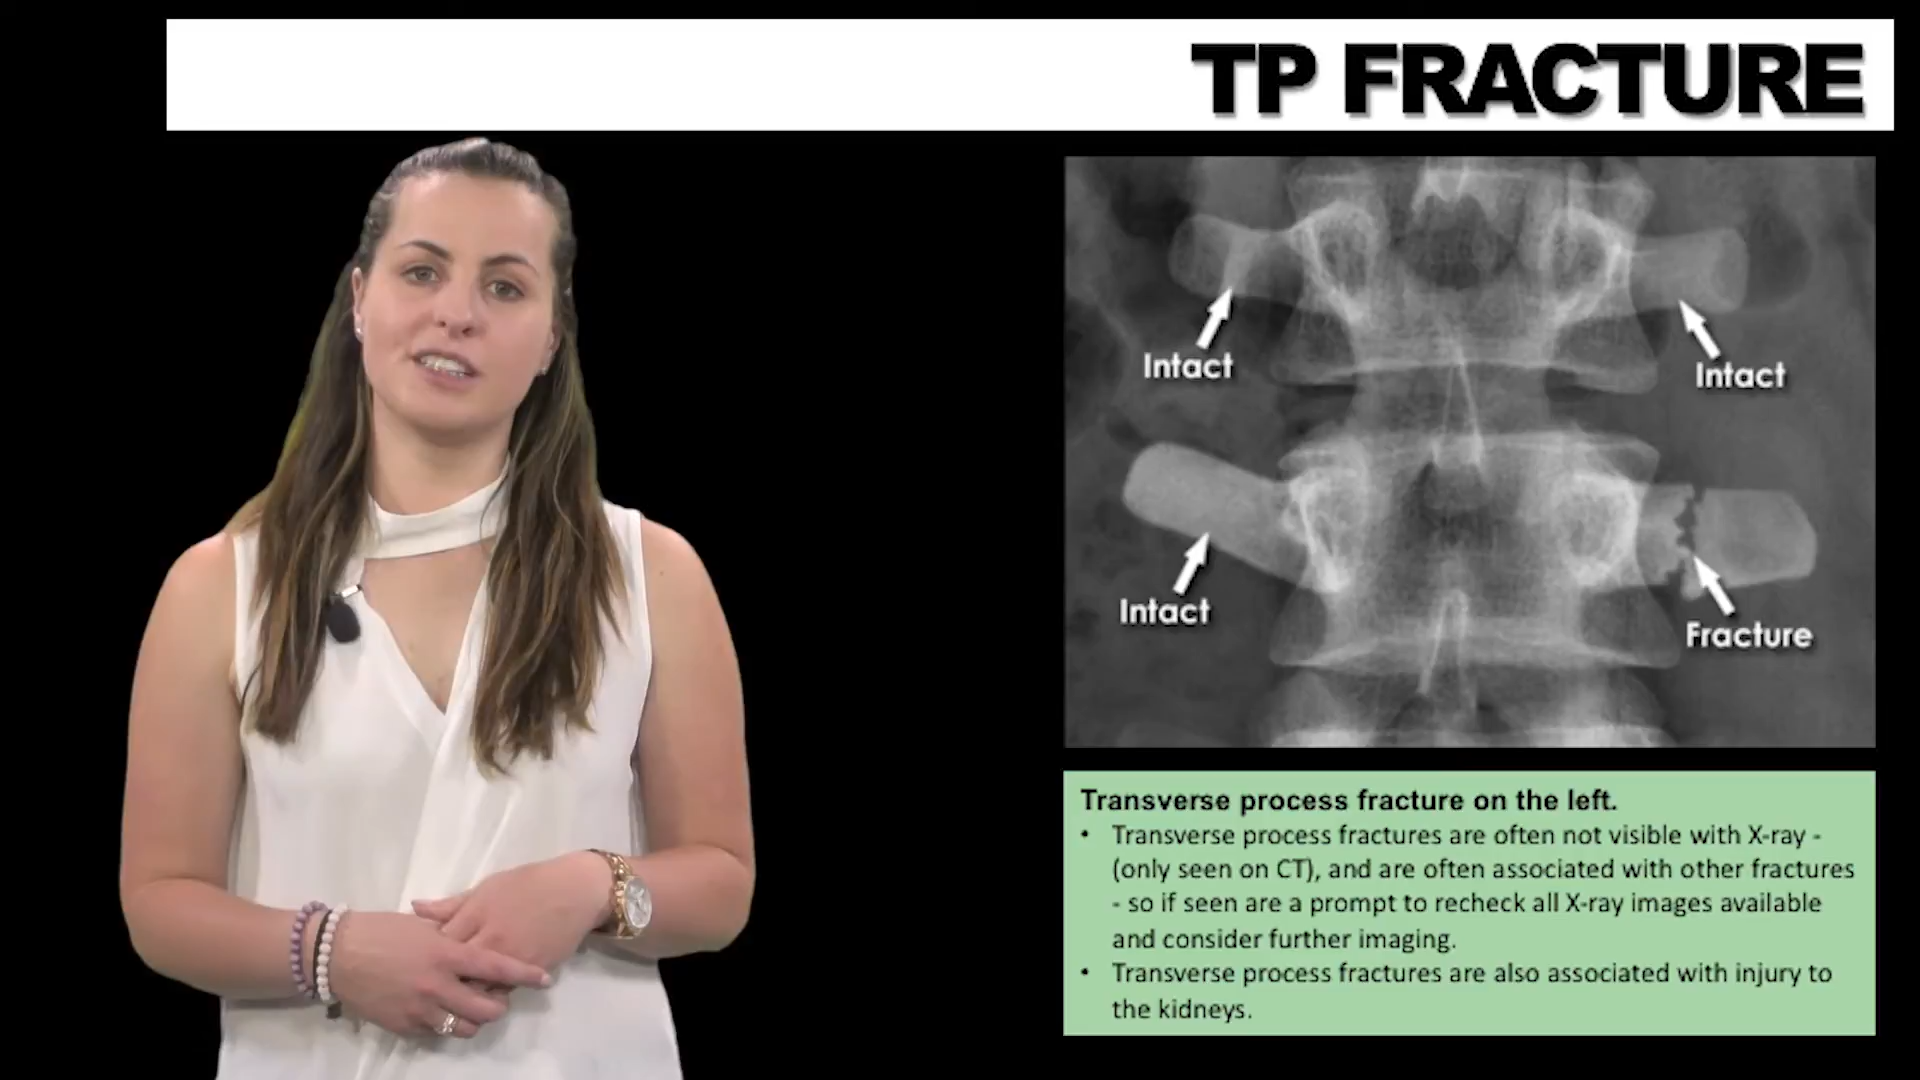 TP FRACTURE
Intact
Intact
Intact
Fracture
Transverse process fracture on the left.
• Transverse process fractures are often not visible with X-ray -
(only seen on CT), and are often associated with other fractures
- so if seen are a prompt to recheck all X-ray images available
and consider further imaging.
• Transverse process fractures are also associated with injury to
the kidneys.